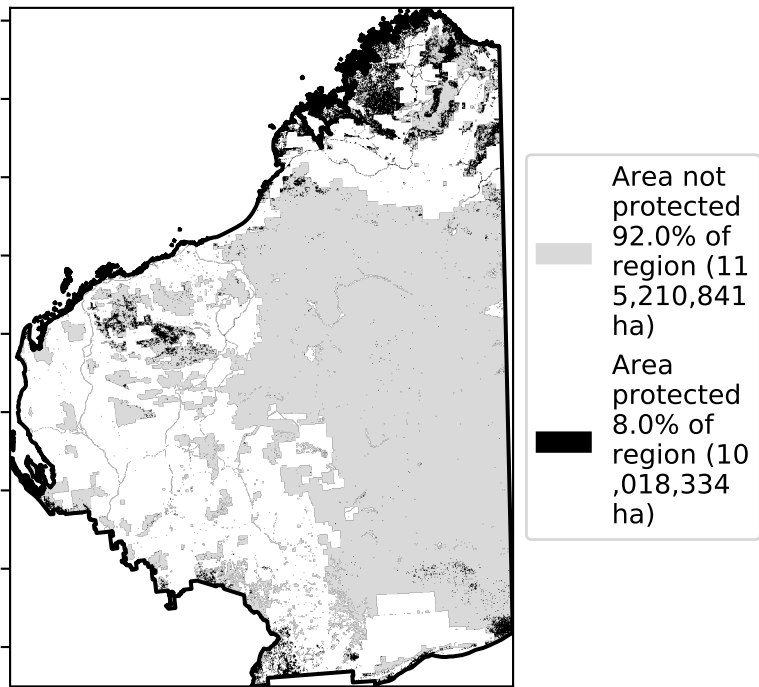 Area not
protected
92.0% of
region (11
5,210,841
ha)
Area
protected
8.0% of
region (10
,018,334
ha)